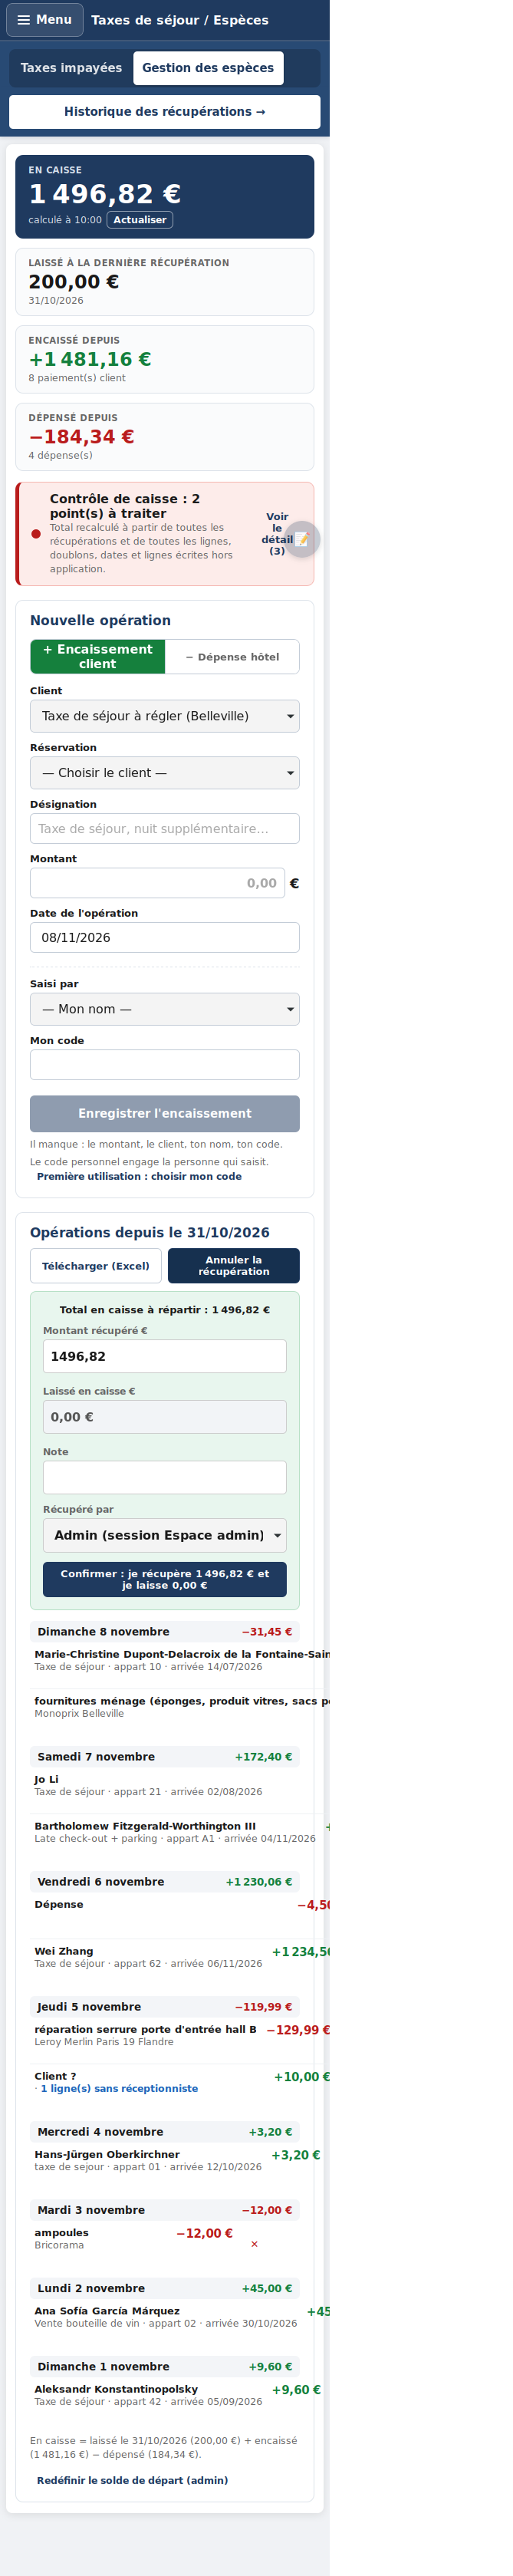 Menu
Taxes de séjour / Espèces
Taxes impayées
Gestion des espèces
Historique des récupérations →
EN CAISSE
1 496,82 €
calculé à 10:00 Actualiser
LAISSÉ À LA DERNIÈRE RÉCUPÉRATION
200,00 €
31/10/2026
ENCAISSÉ DEPUIS
+1 481,16 €
8 paiement(s) client
DÉPENSÉ DEPUIS
−184,34 €
4 dépense(s)
Contrôle de caisse : 2
point(s) à traiter
Total recalculé à partir de toutes les
récupérations et de toutes les lignes,
doublons, dates et lignes écrites hors
application.
Voir
le
détail
(3)
Nouvelle opération
+ Encaissement
client
− Dépense hôtel
Client
Taxe de séjour à régler (Belleville)
Réservation
— Choisir le client —
Désignation
Taxe de séjour, nuit supplémentaire…
Montant
0,00 €
Date de l'opération
08/11/2026
Saisi par
— Mon nom —
Mon code
Enregistrer l'encaissement
Il manque : le montant, le client, ton nom, ton code.
Le code personnel engage la personne qui saisit.
Première utilisation : choisir mon code
Opérations depuis le 31/10/2026
Télécharger (Excel)
Annuler la
récupération
Total en caisse à répartir : 1 496,82 €
Montant récupéré €
1496,82
Laissé en caisse €
0,00 €
Note
Récupéré par
Admin (session Espace admin)
Confirmer : je récupère 1 496,82 € et
je laisse 0,00 €
Dimanche 8 novembre −31,45 €
Marie-Christine Dupont-Delacroix de la Fontaine-Sain
Taxe de séjour · appart 10 · arrivée 14/07/2026
fournitures ménage (éponges, produit vitres, sacs p
Monoprix Belleville
Samedi 7 novembre +172,40 €
Jo Li
Taxe de séjour · appart 21 · arrivée 02/08/2026
Bartholomew Fitzgerald-Worthington III +
Late check-out + parking · appart A1 · arrivée 04/11/2026
Vendredi 6 novembre +1 230,06 €
Dépense −4,50
Wei Zhang +1 234,56
Taxe de séjour · appart 62 · arrivée 06/11/2026
Jeudi 5 novembre −119,99 €
réparation serrure porte d'entrée hall B −129,99 €
Leroy Merlin Paris 19 Flandre
Client ? +10,00 €
· 1 ligne(s) sans réceptionniste
Mercredi 4 novembre +3,20 €
Hans-Jürgen Oberkirchner +3,20 €
taxe de sejour · appart 01 · arrivée 12/10/2026
Mardi 3 novembre −12,00 €
ampoules −12,00 €
Bricorama ×
Lundi 2 novembre +45,00 €
Ana Sofía García Márquez +45
Vente bouteille de vin · appart 02 · arrivée 30/10/2026
Dimanche 1 novembre +9,60 €
Aleksandr Konstantinopolsky +9,60 €
Taxe de séjour · appart 42 · arrivée 05/09/2026
En caisse = laissé le 31/10/2026 (200,00 €) + encaissé
(1 481,16 €) − dépensé (184,34 €).
Redéfinir le solde de départ (admin)